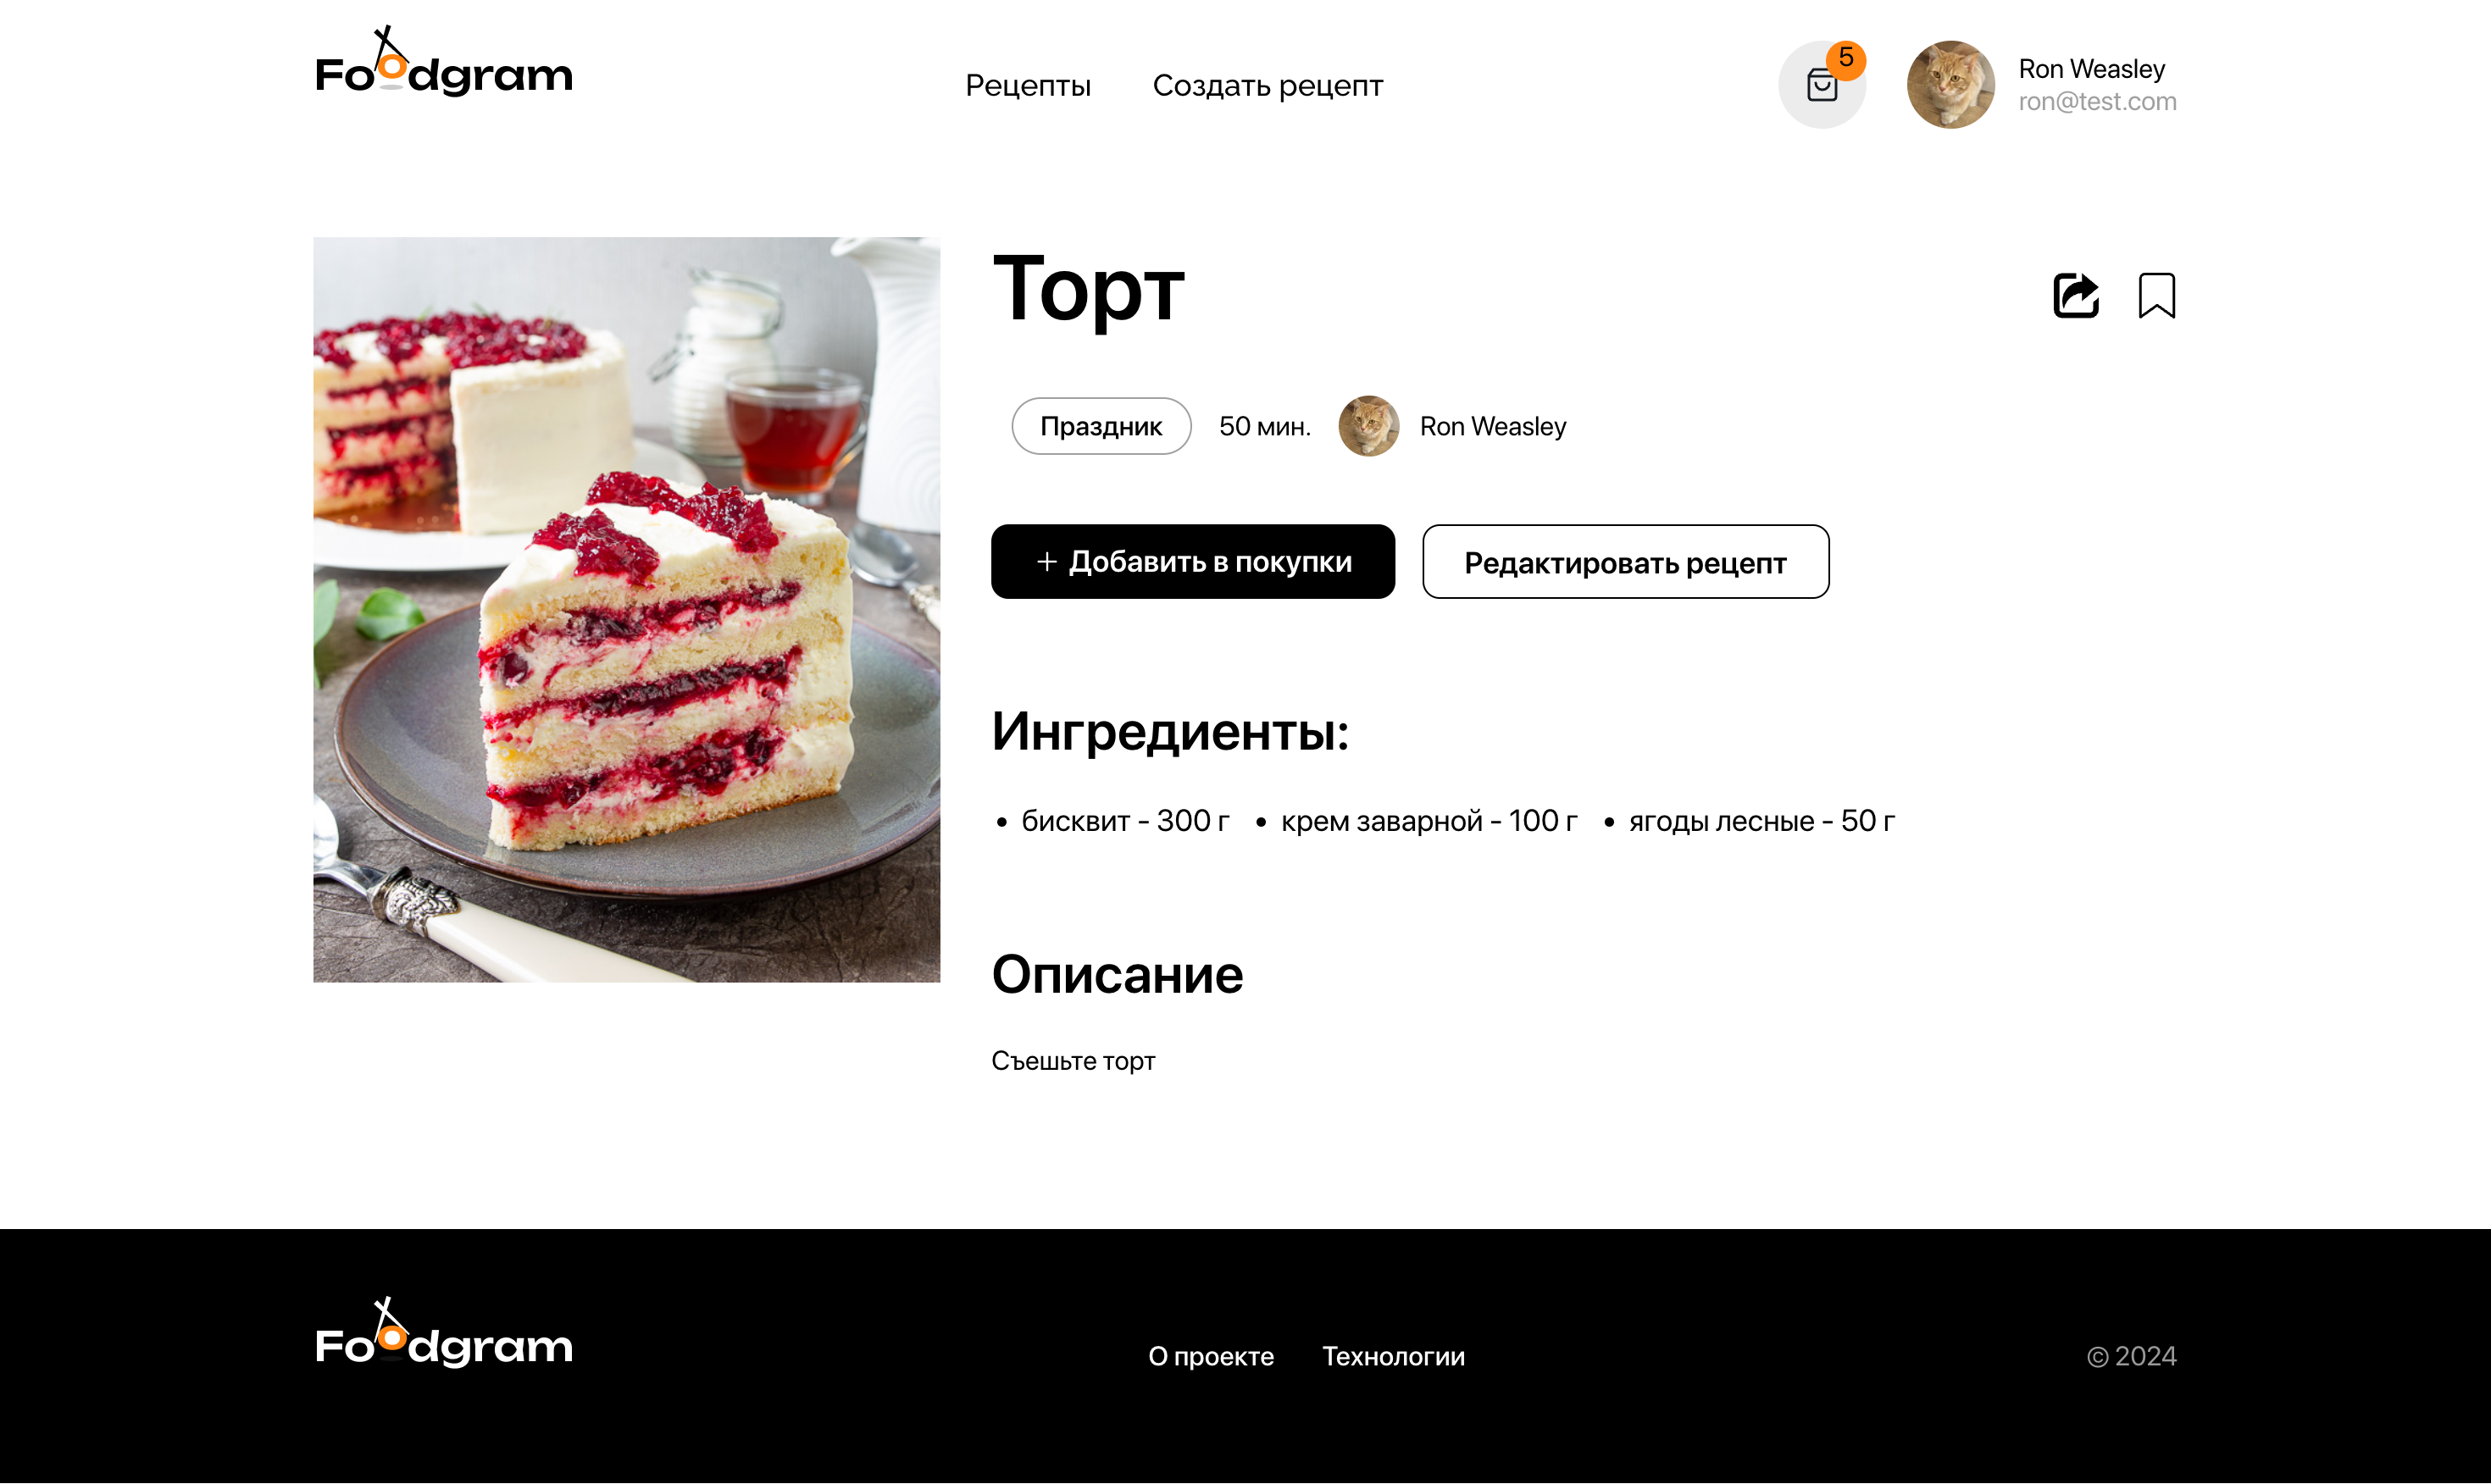 Foodgram
Рецепты
Создать рецепт
5
Ron Weasley
ron@test.com
Торт
Праздник
50 мин.
Ron Weasley
+ Добавить в покупки
Редактировать рецепт
Ингредиенты:
• бисквит - 300 г • крем заварной - 100 г • ягоды лесные - 50 г
Описание
Съешьте торт
Foodgram
О проекте
Технологии
© 2024